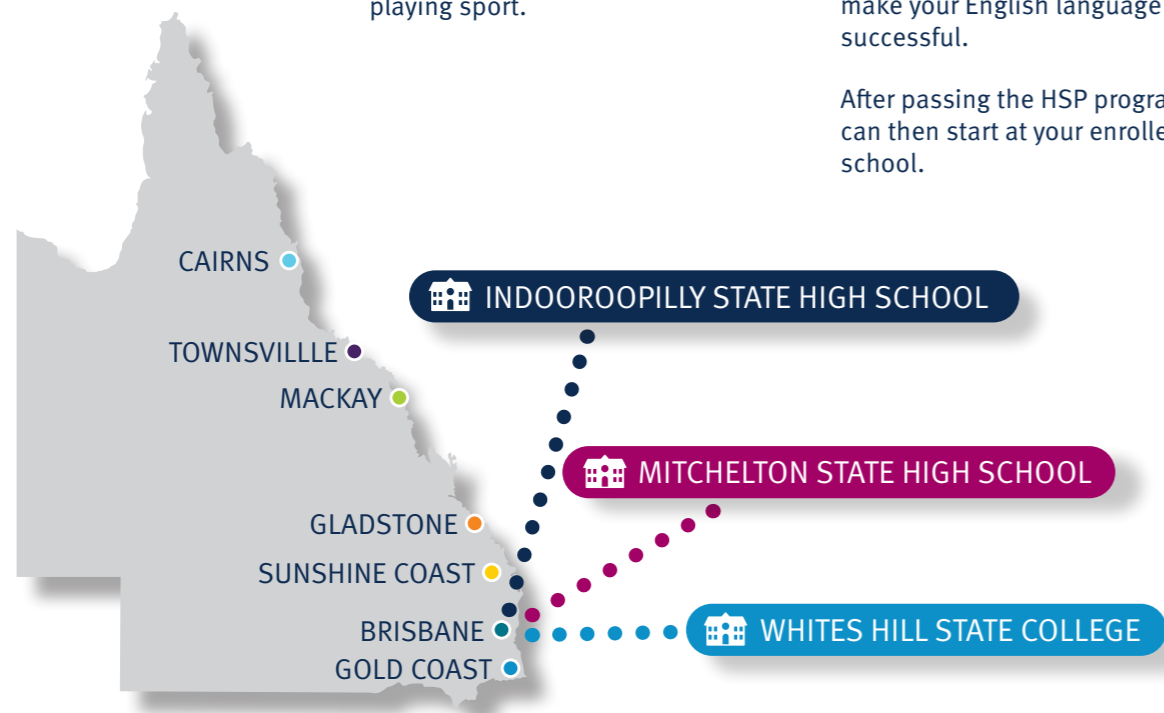 playing sport.
make your English language
successful.
After passing the HSP progra
can then start at your enrolle
school.
CAIRNS
INDOOROOPILLY STATE HIGH SCHOOL
TOWNSVILLLE
MACKAY
MITCHELTON STATE HIGH SCHOOL
GLADSTONE
SUNSHINE COAST
BRISBANE
WHITES HILL STATE COLLEGE
GOLD COAST